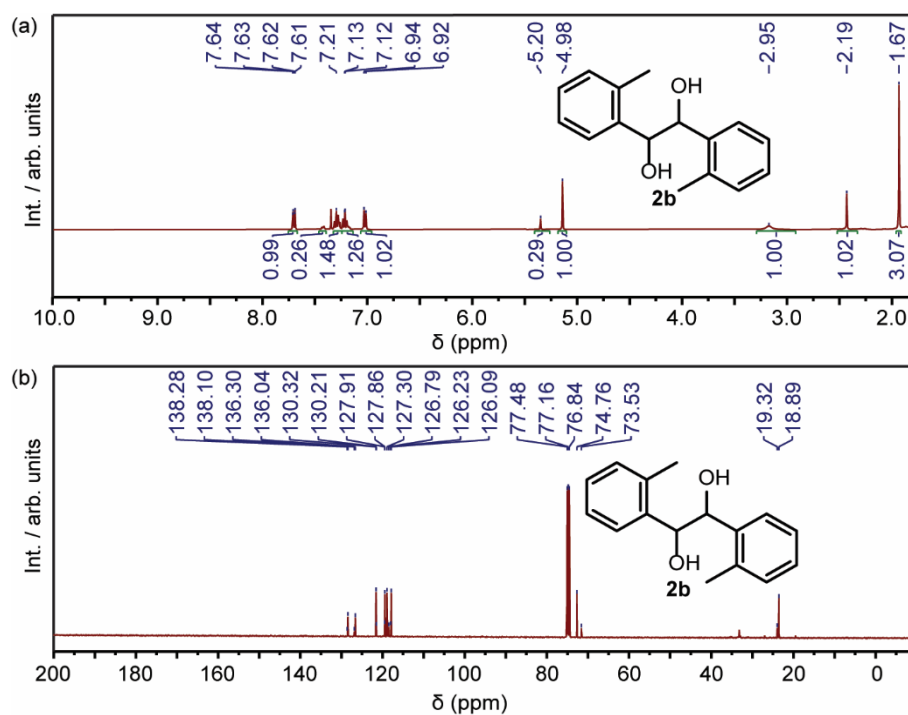 (a)
7.64 7.63 7.62 7.61 7.21 7.13 7.12 6.94 6.92 5.20 4.98 2.95 2.19 1.67
Int. / arb. units
OH
OH
2b
0.99 0.26 1.48 1.26 1.02 0.29 1.00 1.00 1.02 3.07
10.0 9.0 8.0 7.0 6.0 5.0 4.0 3.0 2.0
δ (ppm)
(b)
138.28 138.10 136.30 136.04 130.32 130.21 127.91 127.86 127.30 126.79 126.23 126.09 77.48 77.16 76.84 74.76 73.53 19.32 18.89
Int. / arb. units
OH
OH
2b
200 180 160 140 120 100 80 60 40 20 0
δ (ppm)